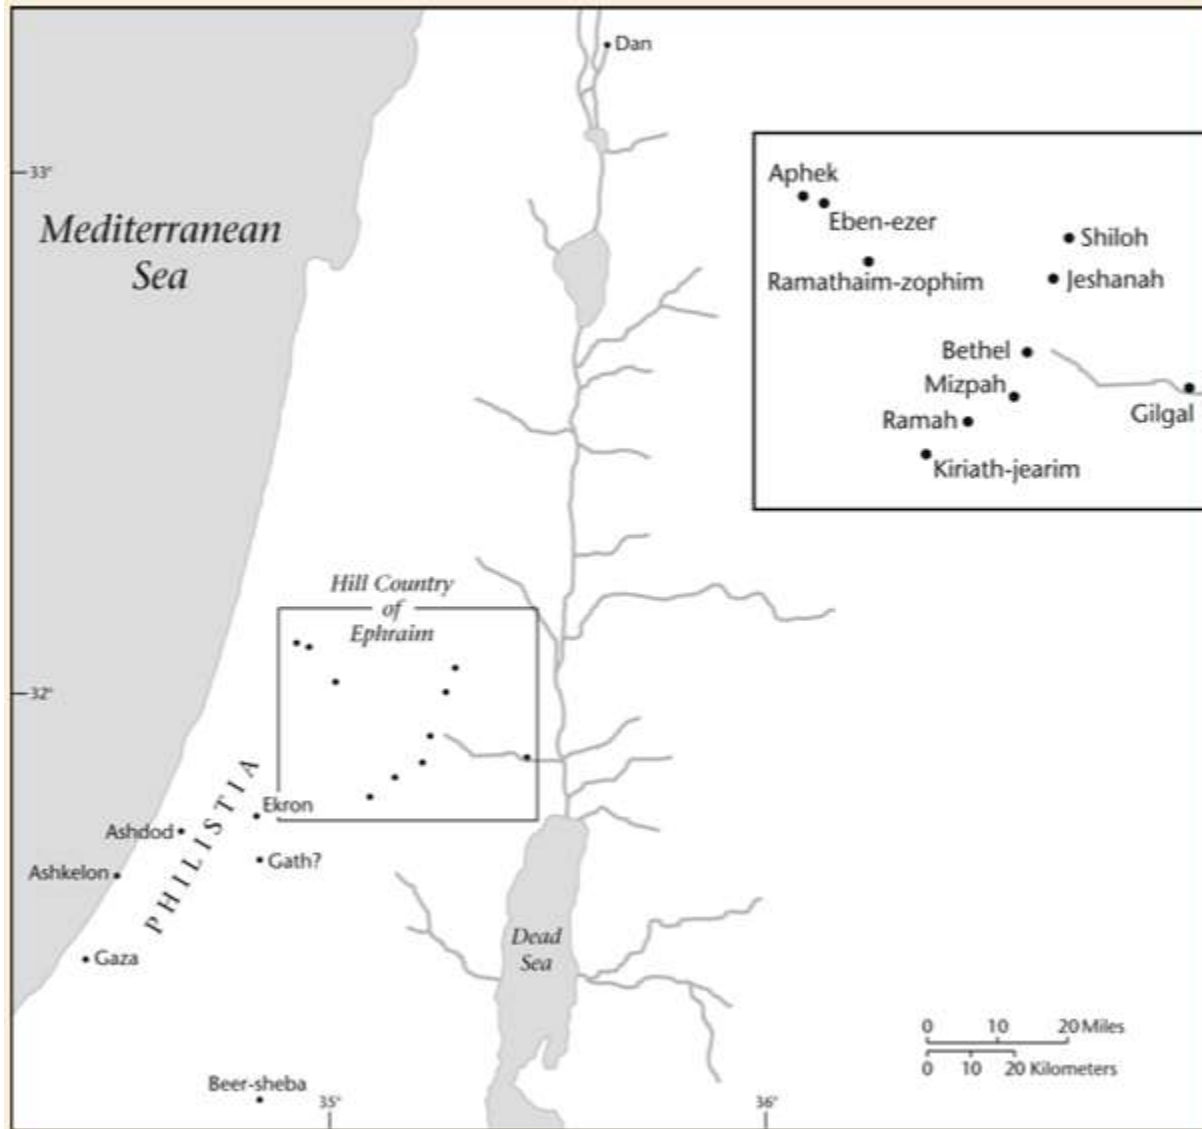 Dan
33°
Mediterranean
Sea
Aphek
Eben-ezer
Shiloh
Ramathaim-zophim
Jeshanah
Bethel
Mizpah
Ramah
Gilgal
Kiriath-jearim
Hill Country
of
Ephraim
32°
PHILISTIA
Ekron
Ashdod
Gath?
Ashkelon
Gaza
Dead
Sea
0 10 20 Miles
0 10 20 Kilometers
Beer-sheba
35°
36°